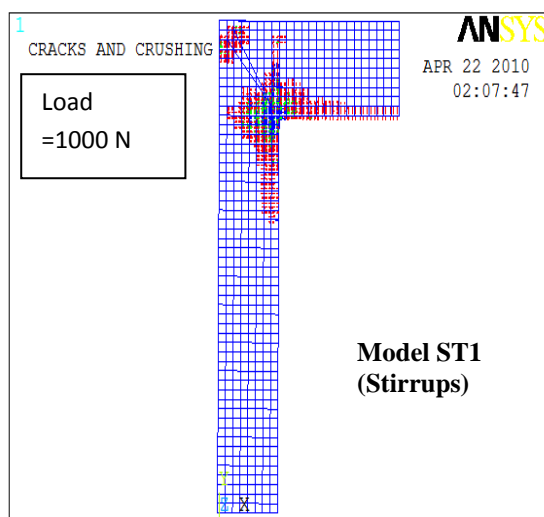 1
CRACKS AND CRUSHING
ANSYS
APR 22 2010
02:07:47
Load
=1000 N
Model ST1
(Stirrups)
Y
Z X